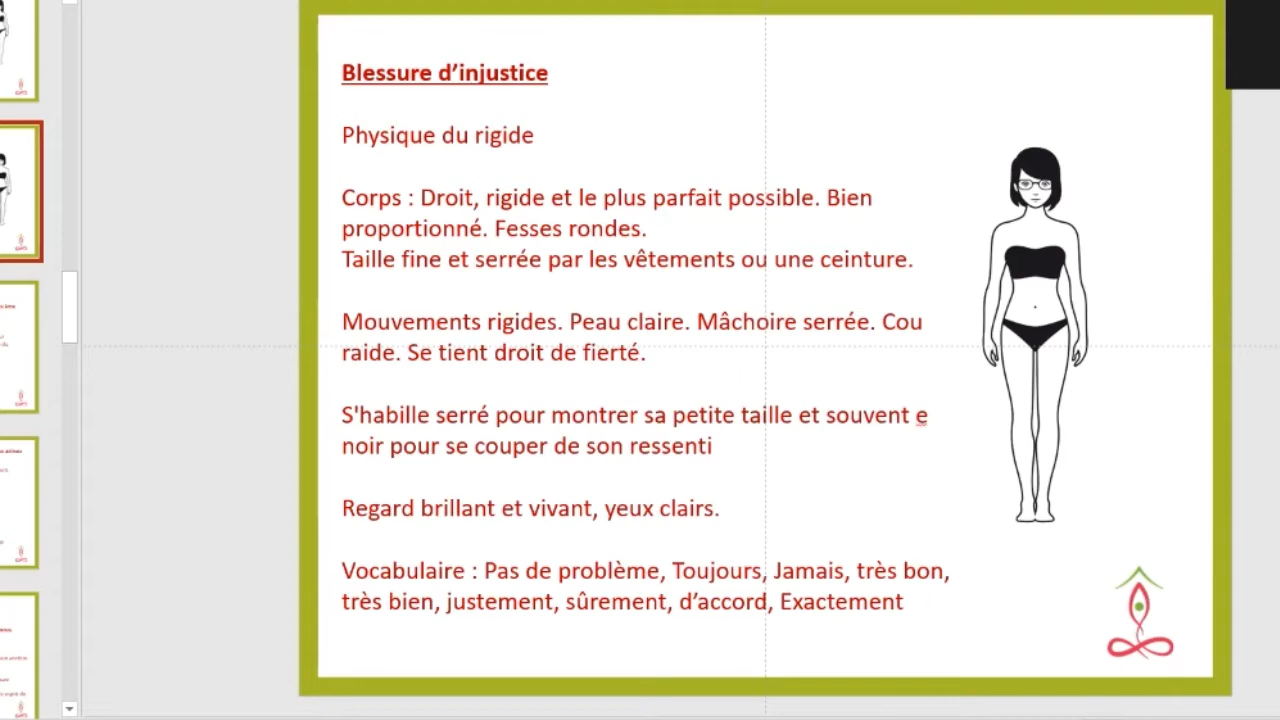 Blessure d’injustice
Physique du rigide
Corps : Droit, rigide et le plus parfait possible. Bien
proportionné. Fesses rondes.
Taille fine et serrée par les vêtements ou une ceinture.
Mouvements rigides. Peau claire. Mâchoire serrée. Cou
raide. Se tient droit de fierté.
S'habille serré pour montrer sa petite taille et souvent e
noir pour se couper de son ressenti
Regard brillant et vivant, yeux clairs.
Vocabulaire : Pas de problème, Toujours, Jamais, très bon,
très bien, justement, sûrement, d’accord, Exactement